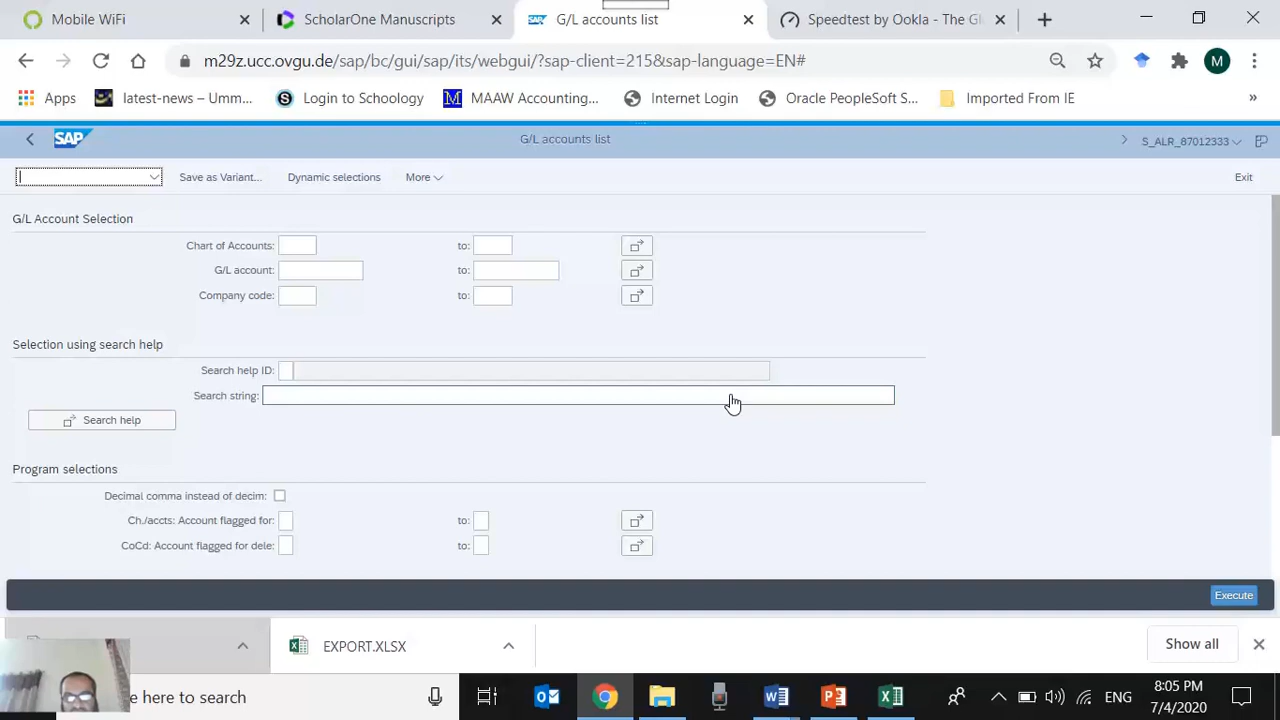 Mobile WiFi
ScholarOne Manuscripts
G/L accounts list
Speedtest by Ookla - The Gl
m29z.ucc.ovgu.de/sap/bc/gui/sap/its/webgui/?sap-client=215&sap-language=EN#
M
Apps
latest-news – Umm...
Login to Schoology
MAAW Accounting...
Internet Login
Oracle PeopleSoft S...
Imported From IE
»
SAP
G/L accounts list
S_ALR_87012333
Save as Variant...
Dynamic selections
More
Exit
G/L Account Selection
Chart of Accounts:
to:
G/L account:
to:
Company code:
to:
Selection using search help
Search help ID:
Search string:
Search help
Program selections
Decimal comma instead of decim:
Ch./accts: Account flagged for:
to:
CoCd: Account flagged for dele:
to:
Execute
EXPORT.XLSX
Show all
here to search
ENG
8:05 PM
7/4/2020